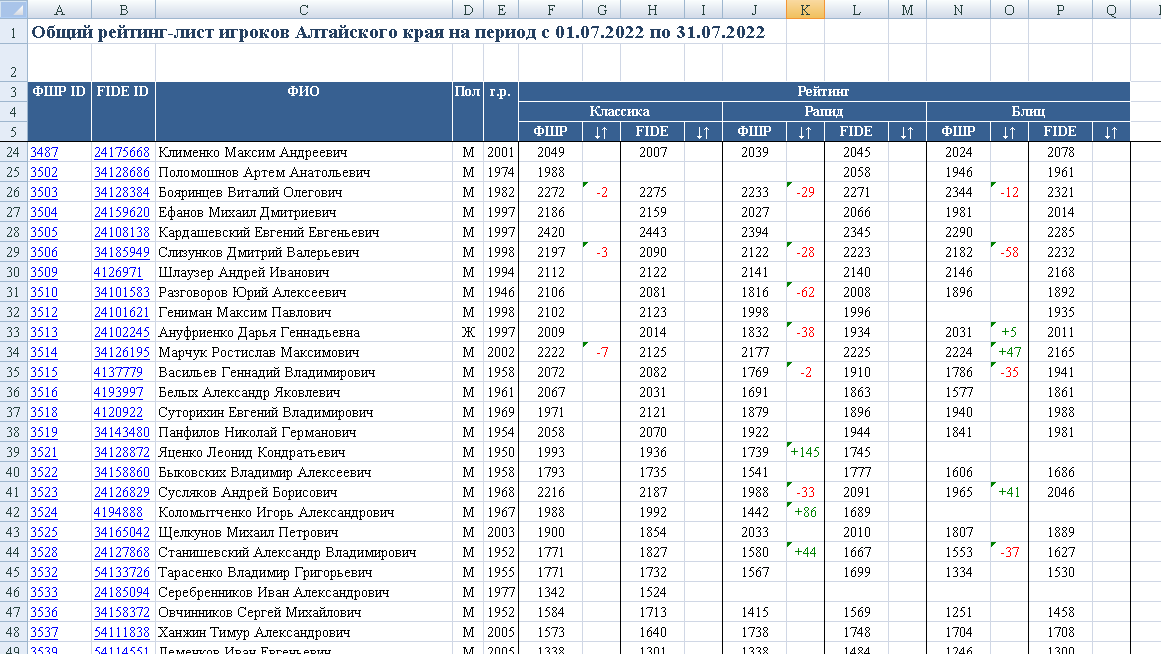 A B C D E F G H I J K L M N O P Q
1 Общий рейтинг-лист игроков Алтайского края на период с 01.07.2022 по 31.07.2022
2
3 ФШР ID FIDE ID ФИО Пол г.р. Рейтинг
4 Классика Рапид Блиц
5 ФШР ↓↑ FIDE ↓↑ ФШР ↓↑ FIDE ↓↑ ФШР ↓↑ FIDE ↓↑
24 3487 24175668 Клименко Максим Андреевич М 2001 2049 2007 2039 2045 2024 2078
25 3502 34128686 Поломошнов Артем Анатольевич М 1974 1988 2058 1946 1961
26 3503 34128384 Бояринцев Виталий Олегович М 1982 2272 -2 2275 2233 -29 2271 2344 -12 2321
27 3504 24159620 Ефанов Михаил Дмитриевич М 1997 2186 2159 2027 2066 1981 2014
28 3505 24108138 Кардашевский Евгений Евгеньевич М 1997 2420 2443 2394 2345 2290 2285
29 3506 34185949 Слизунков Дмитрий Валерьевич М 1998 2197 -3 2090 2122 -28 2223 2182 -58 2232
30 3509 4126971 Шлаузер Андрей Иванович М 1994 2112 2122 2141 2140 2146 2168
31 3510 34101583 Разговоров Юрий Алексеевич М 1946 2106 2081 1816 -62 2008 1896 1892
32 3512 24101621 Гениман Максим Павлович М 1998 2102 2123 1998 1996 1935
33 3513 24102245 Ануфриенко Дарья Геннадьевна Ж 1997 2009 2014 1832 -38 1934 2031 +5 2011
34 3514 34126195 Марчук Ростислав Максимович М 2002 2222 -7 2125 2177 2225 2224 +47 2165
35 3515 4137779 Васильев Геннадий Владимирович М 1958 2072 2082 1769 -2 1910 1786 -35 1941
36 3516 4193997 Белых Александр Яковлевич М 1961 2067 2031 1691 1863 1577 1861
37 3518 4120922 Суторихин Евгений Владимирович М 1969 1971 2121 1879 1896 1940 1988
38 3519 34143480 Панфилов Николай Германович М 1954 2058 2070 1922 1944 1841 1981
39 3521 34128872 Яценко Леонид Кондратьевич М 1950 1993 1936 1739 +145 1745
40 3522 34158860 Быковских Владимир Алексеевич М 1958 1793 1735 1541 1777 1606 1686
41 3523 24126829 Сусляков Андрей Борисович М 1968 2216 2187 1988 -33 2091 1965 +41 2046
42 3524 4194888 Коломытченко Игорь Александрович М 1967 1988 1992 1442 +86 1689
43 3525 34165042 Щелкунов Михаил Петрович М 2003 1900 1854 2033 2010 1807 1889
44 3528 24127868 Станишевский Александр Владимирович М 1952 1771 1827 1580 +44 1667 1553 -37 1627
45 3532 54133726 Тарасенко Владимир Григорьевич М 1955 1771 1732 1567 1699 1334 1530
46 3533 24185094 Серебренников Иван Александрович М 1977 1342 1524
47 3536 34158372 Овчинников Сергей Михайлович М 1952 1584 1713 1415 1569 1251 1458
48 3537 54111838 Ханжин Тимур Александрович М 2005 1573 1640 1738 1748 1704 1708
49 3539 54114551 Деменков Иван Евгеньевич М 2005 1338 1301 1338 1484 1246 1300